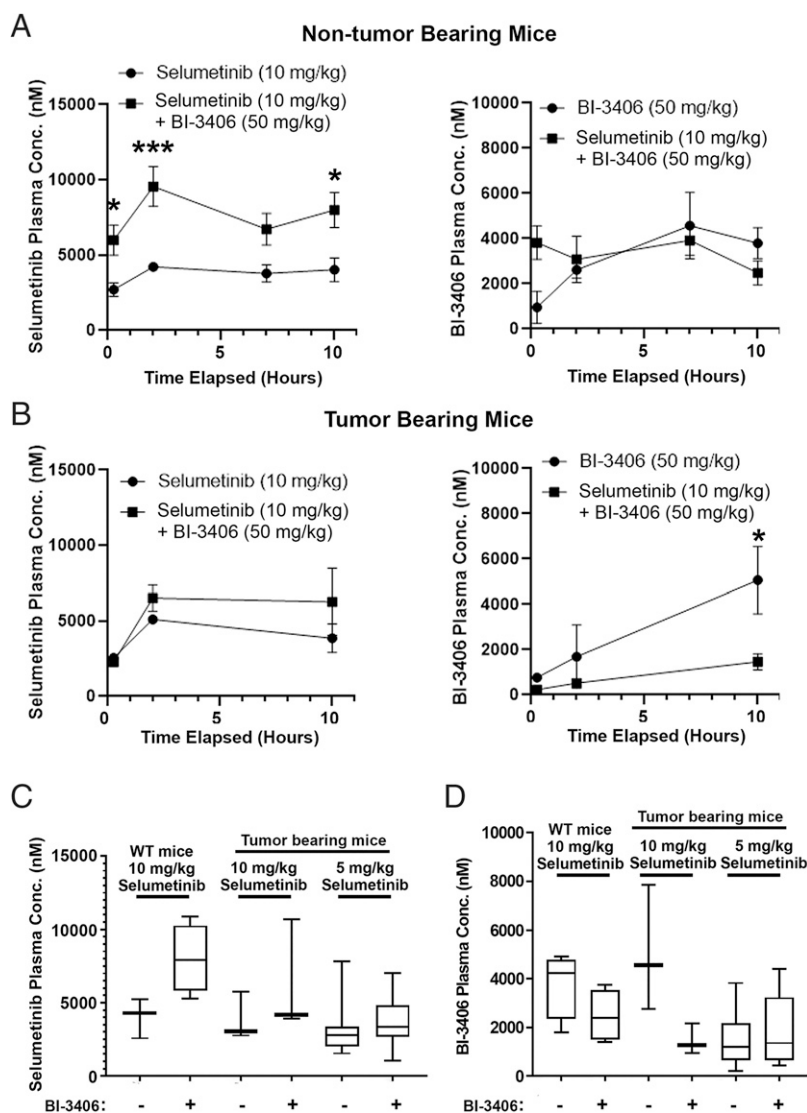 A
Non-tumor Bearing Mice
Selumetinib (10 mg/kg)
Selumetinib (10 mg/kg)
+ BI-3406 (50 mg/kg)
15000
10000
5000
0
Selumetinib Plasma Conc. (nM)
*
***
*
0
5
10
Time Elapsed (Hours)
BI-3406 (50 mg/kg)
Selumetinib (10 mg/kg)
+ BI-3406 (50 mg/kg)
10000
8000
6000
4000
2000
0
BI-3406 Plasma Conc. (nM)
0
5
10
Time Elapsed (Hours)
B
Tumor Bearing Mice
Selumetinib (10 mg/kg)
Selumetinib (10 mg/kg)
+ BI-3406 (50 mg/kg)
15000
10000
5000
0
Selumetinib Plasma Conc. (nM)
0
5
10
Time Elapsed (Hours)
BI-3406 (50 mg/kg)
Selumetinib (10 mg/kg)
+ BI-3406 (50 mg/kg)
*
10000
8000
6000
4000
2000
0
BI-3406 Plasma Conc. (nM)
0
5
10
Time Elapsed (Hours)
C
WT mice
10 mg/kg
Selumetinib
Tumor bearing mice
10 mg/kg
Selumetinib
5 mg/kg
Selumetinib
15000
10000
5000
0
Selumetinib Plasma Conc. (nM)
BI-3406: - + - + - +
D
WT mice
10 mg/kg
Selumetinib
Tumor bearing mice
10 mg/kg
Selumetinib
5 mg/kg
Selumetinib
10000
8000
6000
4000
2000
0
BI-3406 Plasma Conc. (nM)
BI-3406: - + - + - +